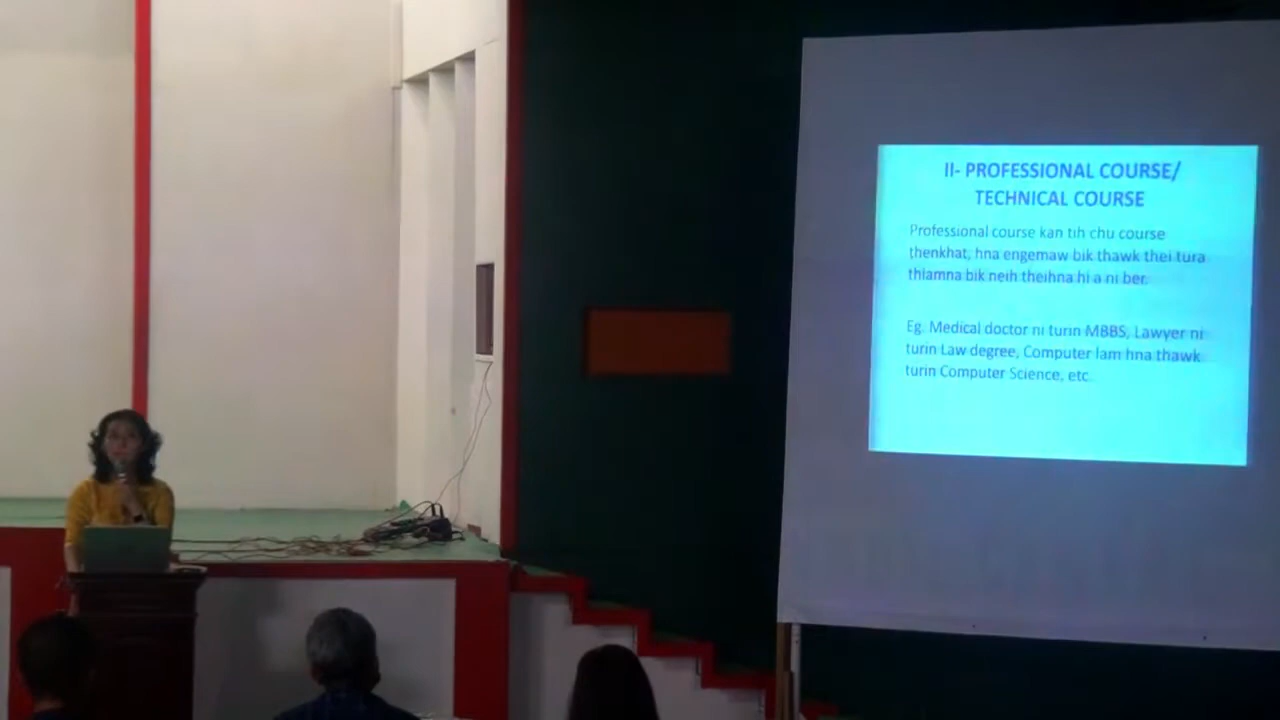 II- PROFESSIONAL COURSE/
TECHNICAL COURSE
Professional course kan tih chu course
thenkhat, hna engemaw bik thawk thei tura
thiamna bik neih theihna hi a ni ber.
Eg. Medical doctor ni turin MBBS, Lawyer ni
turin Law degree, Computer lam hna thawk
turin Computer Science, etc.